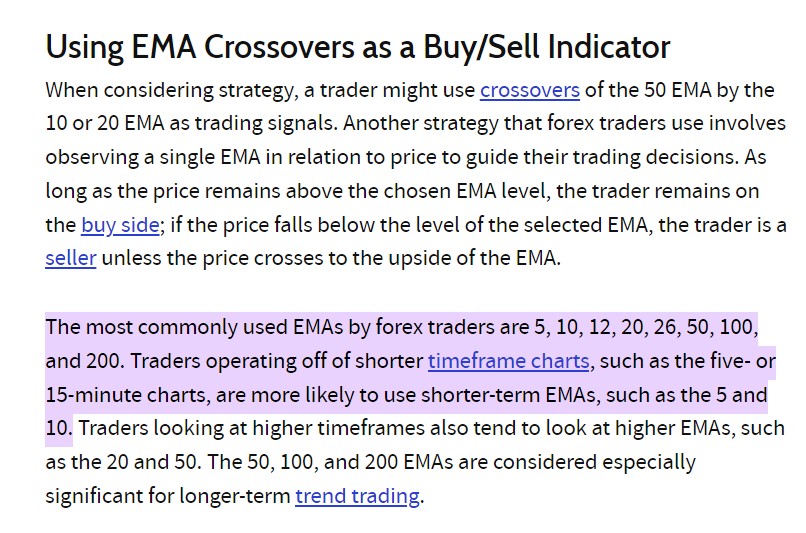 Using EMA Crossovers as a Buy/Sell Indicator
When considering strategy, a trader might use crossovers of the 50 EMA by the
10 or 20 EMA as trading signals. Another strategy that forex traders use involves
observing a single EMA in relation to price to guide their trading decisions. As
long as the price remains above the chosen EMA level, the trader remains on
the buy side; if the price falls below the level of the selected EMA, the trader is a
seller unless the price crosses to the upside of the EMA.
The most commonly used EMAs by forex traders are 5, 10, 12, 20, 26, 50, 100,
and 200. Traders operating off of shorter timeframe charts, such as the five- or
15-minute charts, are more likely to use shorter-term EMAs, such as the 5 and
10. Traders looking at higher timeframes also tend to look at higher EMAs, such
as the 20 and 50. The 50, 100, and 200 EMAs are considered especially
significant for longer-term trend trading.